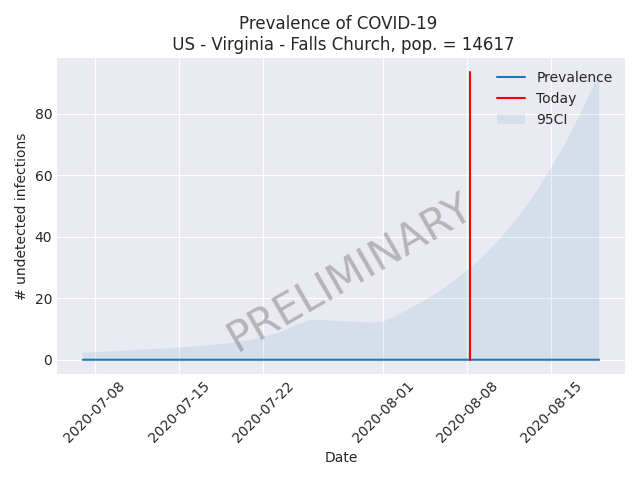 Prevalence of COVID-19
US - Virginia - Falls Church, pop. = 14617
Prevalence
Today
95CI
PRELIMINARY
# undetected infections
80
60
40
20
0
2020-07-08
2020-07-15
2020-07-22
2020-08-01
2020-08-08
2020-08-15
Date